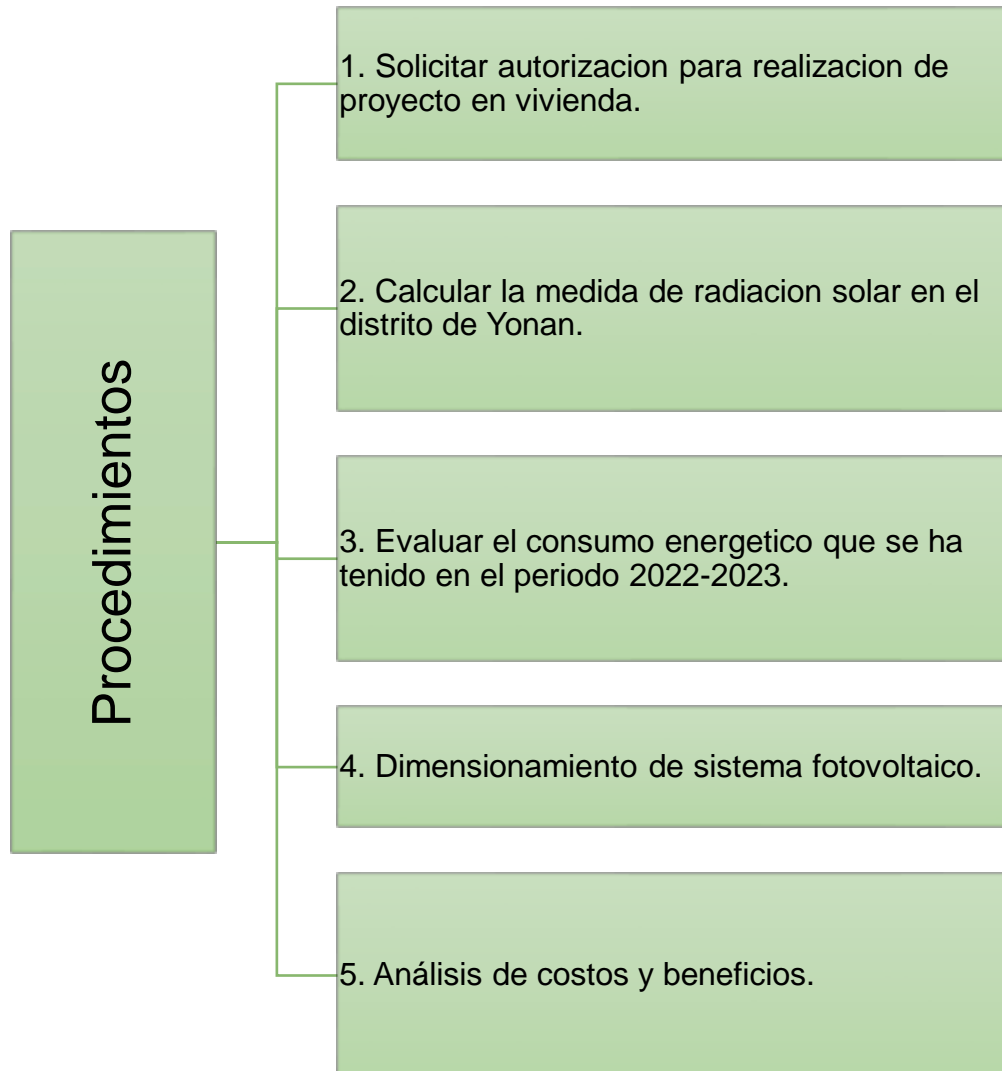 Procedimientos
1. Solicitar autorizacion para realizacion de
proyecto en vivienda.
2. Calcular la medida de radiacion solar en el
distrito de Yonan.
3. Evaluar el consumo energetico que se ha
tenido en el periodo 2022-2023.
4. Dimensionamiento de sistema fotovoltaico.
5. Análisis de costos y beneficios.